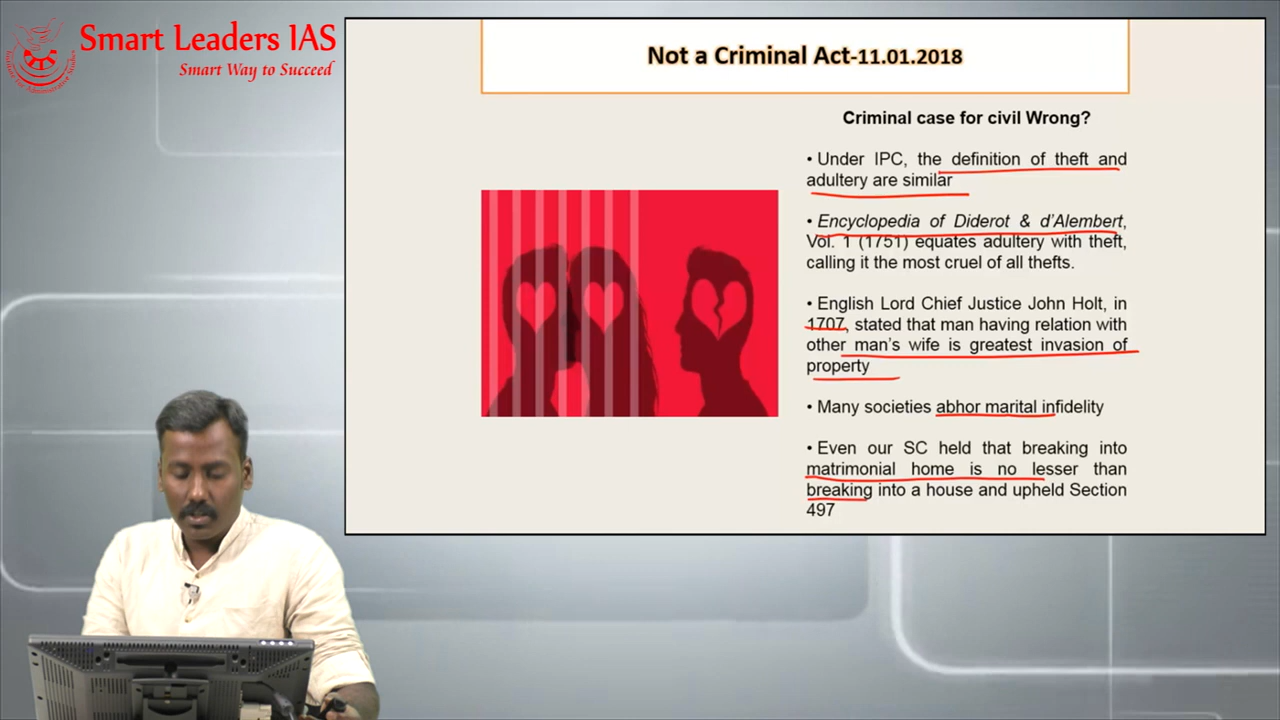 Smart Leaders IAS
Smart Way to Succeed
Not a Criminal Act-11.01.2018
Criminal case for civil Wrong?
• Under IPC, the definition of theft and
adultery are similar
• Encyclopedia of Diderot & d’Alembert,
Vol. 1 (1751) equates adultery with theft,
calling it the most cruel of all thefts.
• English Lord Chief Justice John Holt, in
1707, stated that man having relation with
other man’s wife is greatest invasion of
property
• Many societies abhor marital infidelity
• Even our SC held that breaking into
matrimonial home is no lesser than
breaking into a house and upheld Section
497